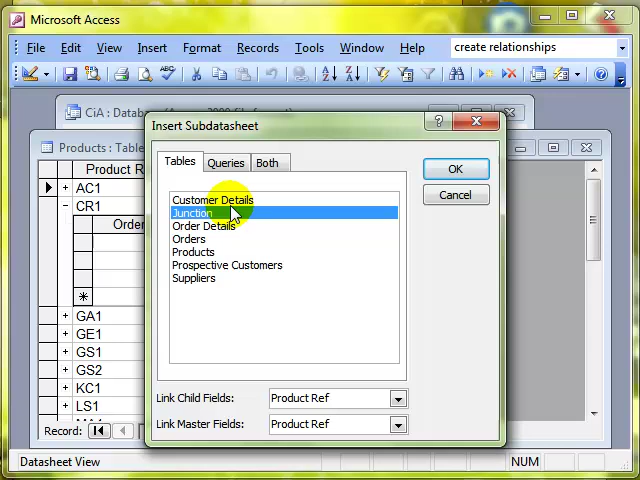 Microsoft Access
File Edit View Insert Format Records Tools Window Help create relationships
CiA : Databa
Insert Subdatasheet
Products : Table
Tables Queries Both
OK
Cancel
Product R
AC1
CR1
Order
GA1
GE1
GS1
GS2
KC1
LS1
Customer Details
Junction
Order Details
Orders
Products
Prospective Customers
Suppliers
Link Child Fields: Product Ref
Link Master Fields: Product Ref
Record:
Datasheet View NUM